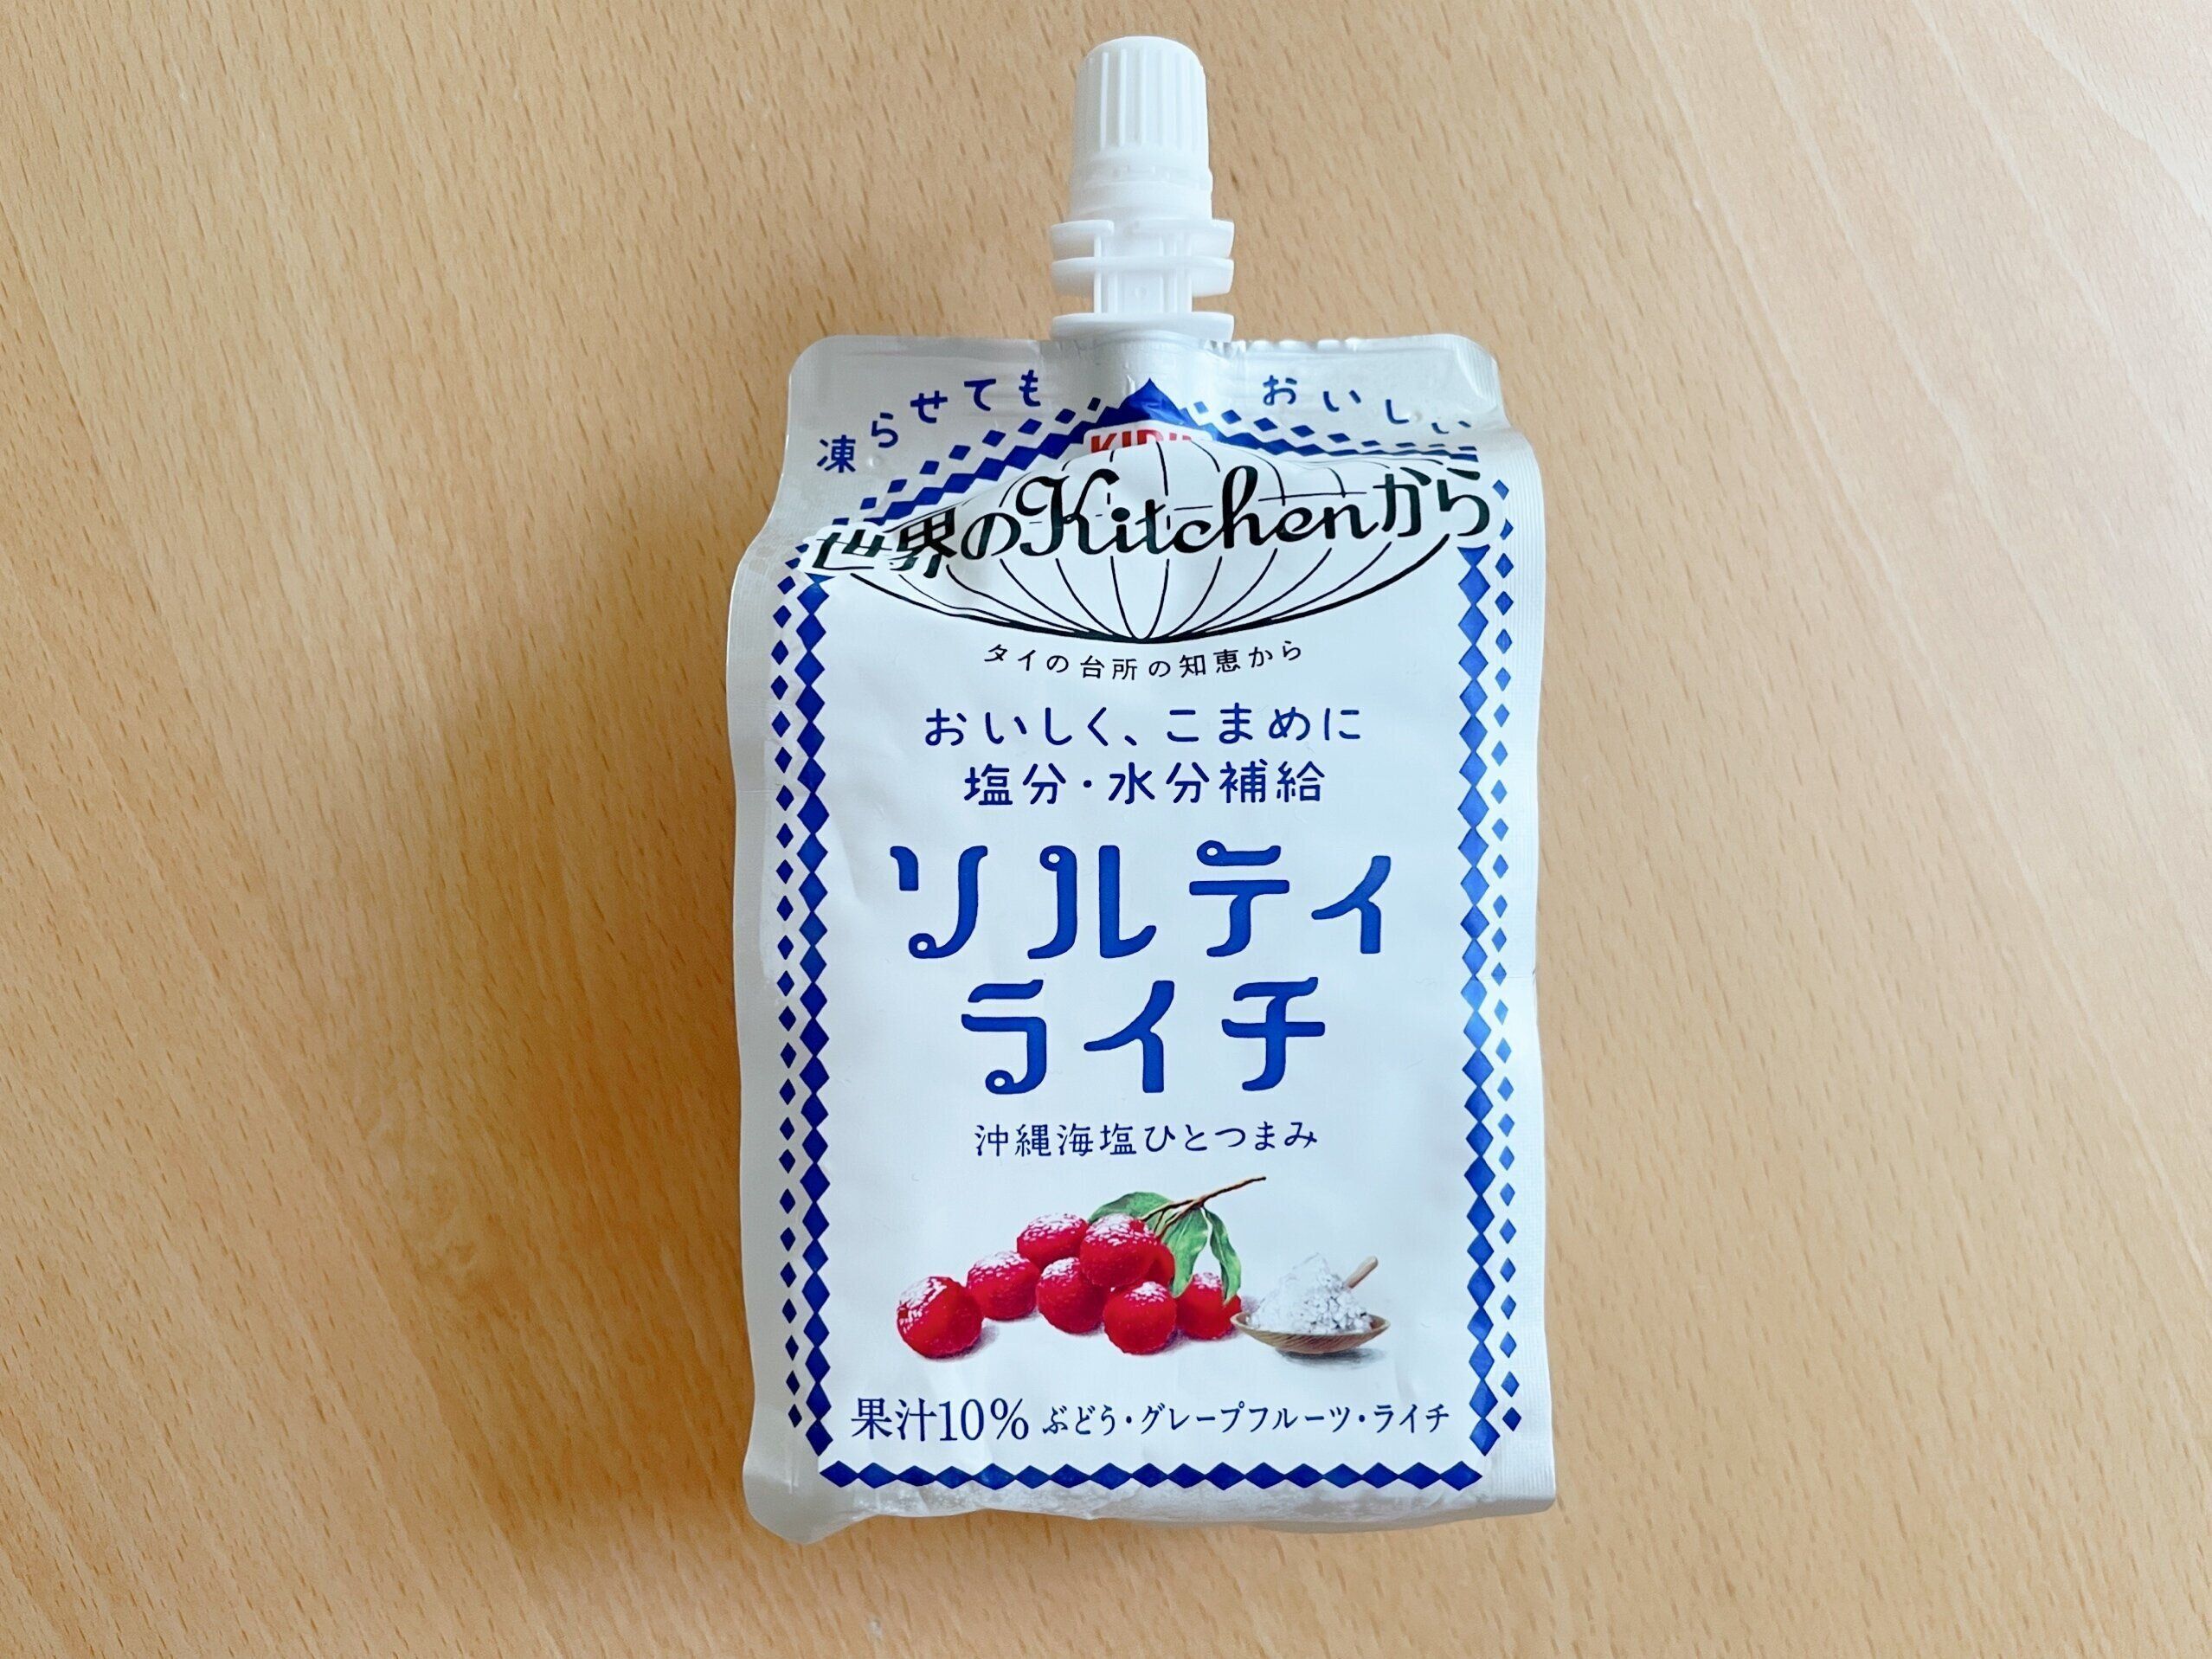 凍らせても おいしい
KIRIN
世界のKitchenから
タイの台所の知恵から
おいしく、こまめに
塩分・水分補給
ソルティ
ライチ
沖縄海塩ひとつまみ
果汁10% ぶどう・グレープフルーツ・ライチ